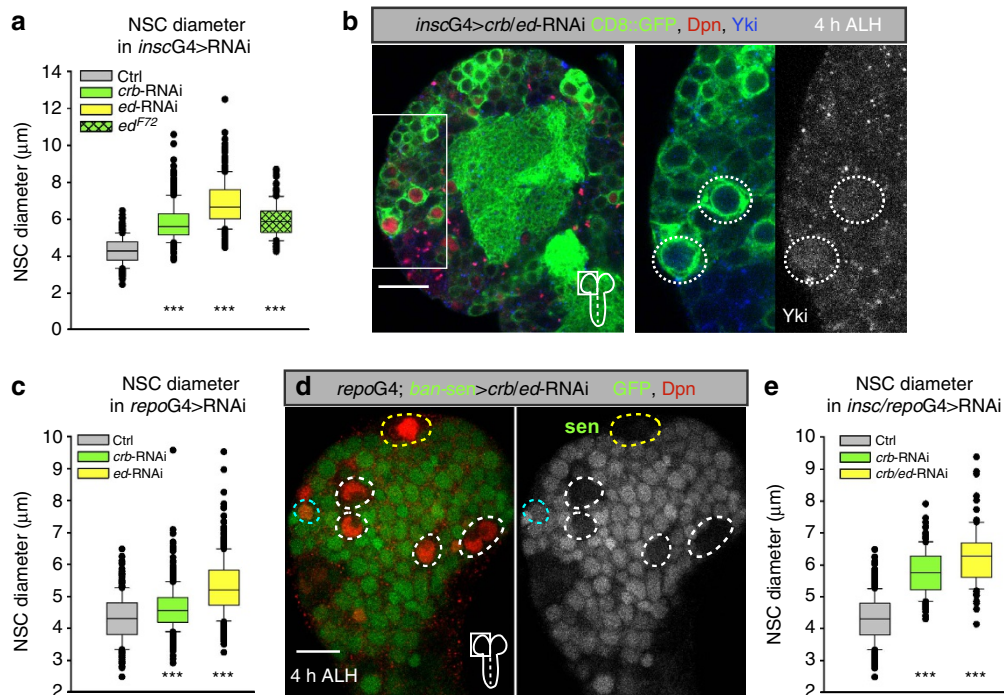 a
NSC diameter
in inscG4>RNAi
NSC diameter (μm)
14
12
10
8
6
4
2
0
Ctrl
crb-RNAi
ed-RNAi
edF72
*** *** ***
b
inscG4>crb/ed-RNAi CD8::GFP, Dpn, Yki 4 h ALH
Yki
c
NSC diameter
in repoG4>RNAi
NSC diameter (μm)
10
9
8
7
6
5
4
3
2
Ctrl
crb-RNAi
ed-RNAi
*** ***
d
repoG4; ban-sen>crb/ed-RNAi GFP, Dpn
sen
4 h ALH
e
NSC diameter
in insc/repoG4>RNAi
NSC diameter (μm)
10
9
8
7
6
5
4
3
2
Ctrl
crb-RNAi
crb/ed-RNAi
*** ***